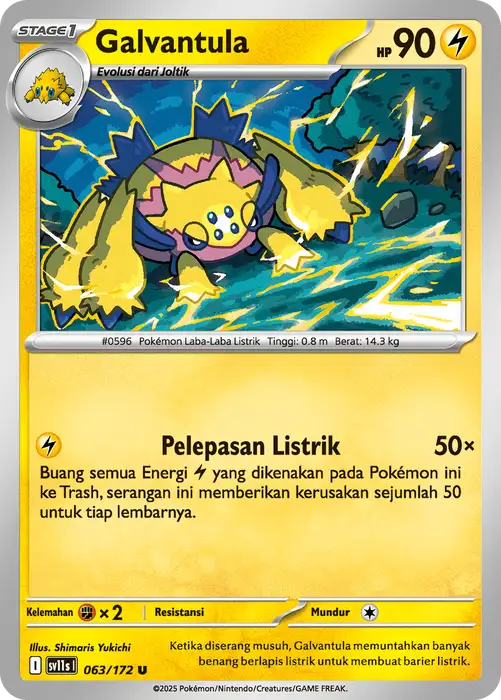 STAGE1
Galvantula
HP 90
Evolusi dari Joltik
#0596 Pokémon Laba-Laba Listrik Tinggi: 0.8 m Berat: 14.3 kg
Pelepasan Listrik 50×
Buang semua Energi yang dikenakan pada Pokémon ini
ke Trash, serangan ini memberikan kerusakan sejumlah 50
untuk tiap lembarnya.
Kelemahan ×2 Resistansi Mundur
Illus. Shimaris Yukichi
I sv11s I 063/172 U
Ketika diserang musuh, Galvantula memuntahkan banyak
benang berlapis listrik untuk membuat barier listrik.
©2025 Pokémon/Nintendo/Creatures/GAME FREAK.